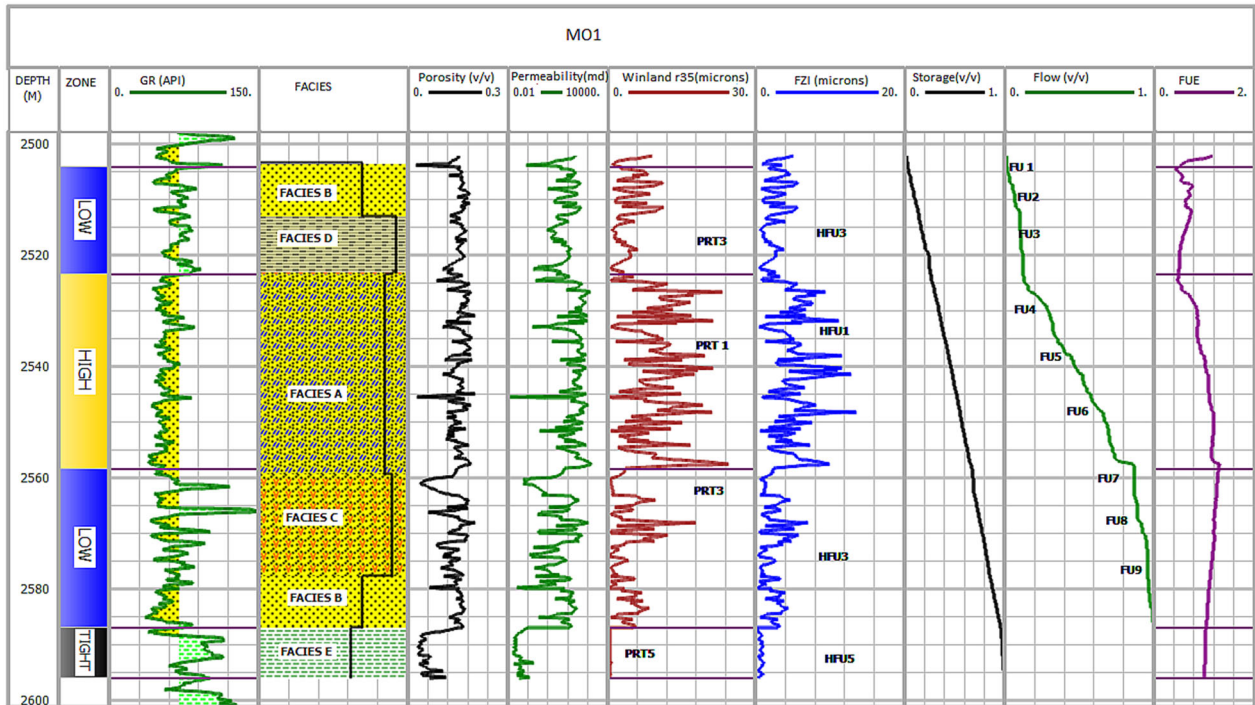 MO1
DEPTH
(M)
ZONE
GR (API)
0. 150.
FACIES
Porosity (v/v)
0. 0.3
Permeability(md)
0.01 10000.
Winland r35(microns)
0. 30.
FZI (microns)
0. 20.
Storage(v/v)
0. 1.
Flow (v/v)
0. 1.
FUE
0. 2.
2500
2520
2540
2560
2580
2600
LOW
HIGH
LOW
TIGHT
FACIES B
FACIES D
FACIES A
FACIES C
FACIES B
FACIES E
PRT3
PRT 1
PRT3
PRT5
HFU3
HFU1
HFU3
HFU5
FU 1
FU2
FU3
FU4
FU5
FU6
FU7
FU8
FU9